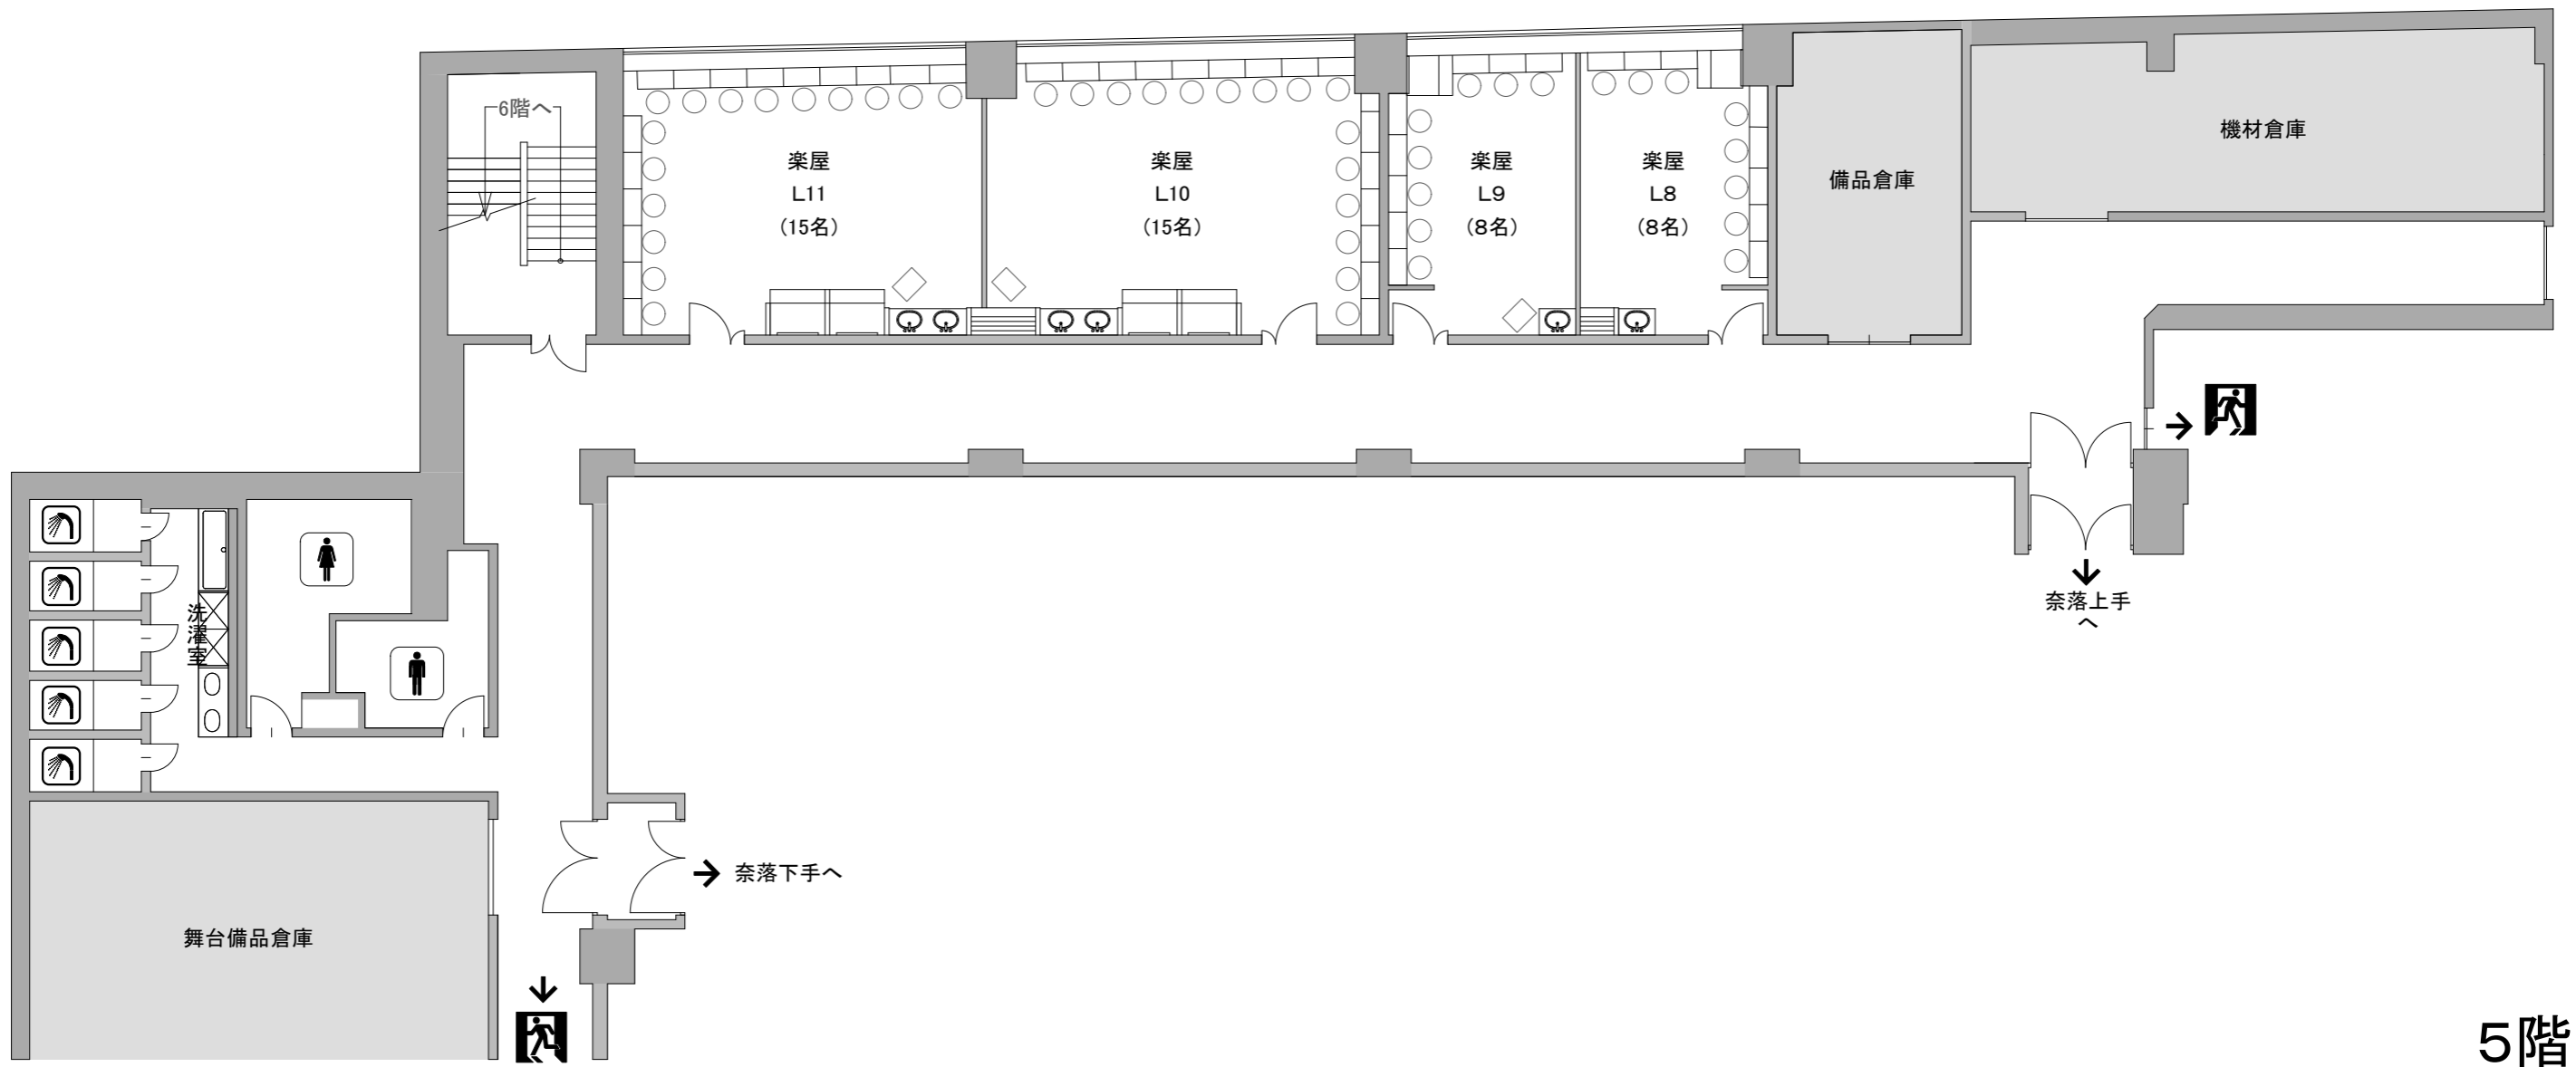 6階へ
楽屋
L11
(15名)
楽屋
L10
(15名)
楽屋
L9
(8名)
楽屋
L8
(8名)
備品倉庫
機材倉庫
洗濯室
奈落上手
へ
奈落下手へ
舞台備品倉庫
5階